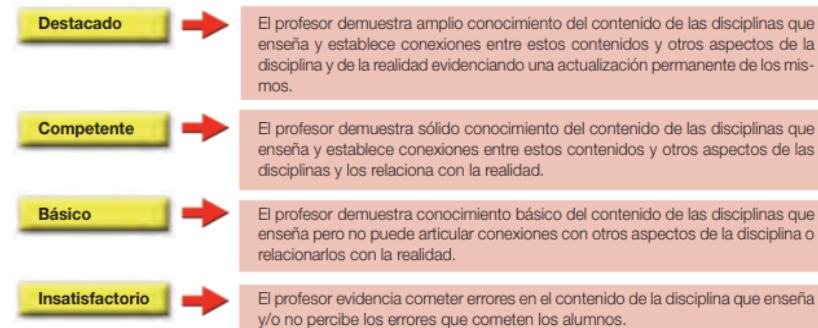 Destacado
El profesor demuestra amplio conocimiento del contenido de las disciplinas que
enseña y establece conexiones entre estos contenidos y otros aspectos de la
disciplina y de la realidad evidenciando una actualización permanente de los mis-
mos.
Competente
El profesor demuestra sólido conocimiento del contenido de las disciplinas que
enseña y establece conexiones entre estos contenidos y otros aspectos de las
disciplinas y los relaciona con la realidad.
Básico
El profesor demuestra conocimiento básico del contenido de las disciplinas que
enseña pero no puede articular conexiones con otros aspectos de la disciplina o
relacionarlos con la realidad.
Insatisfactorio
El profesor evidencia cometer errores en el contenido de la disciplina que enseña
y/o no percibe los errores que cometen los alumnos.